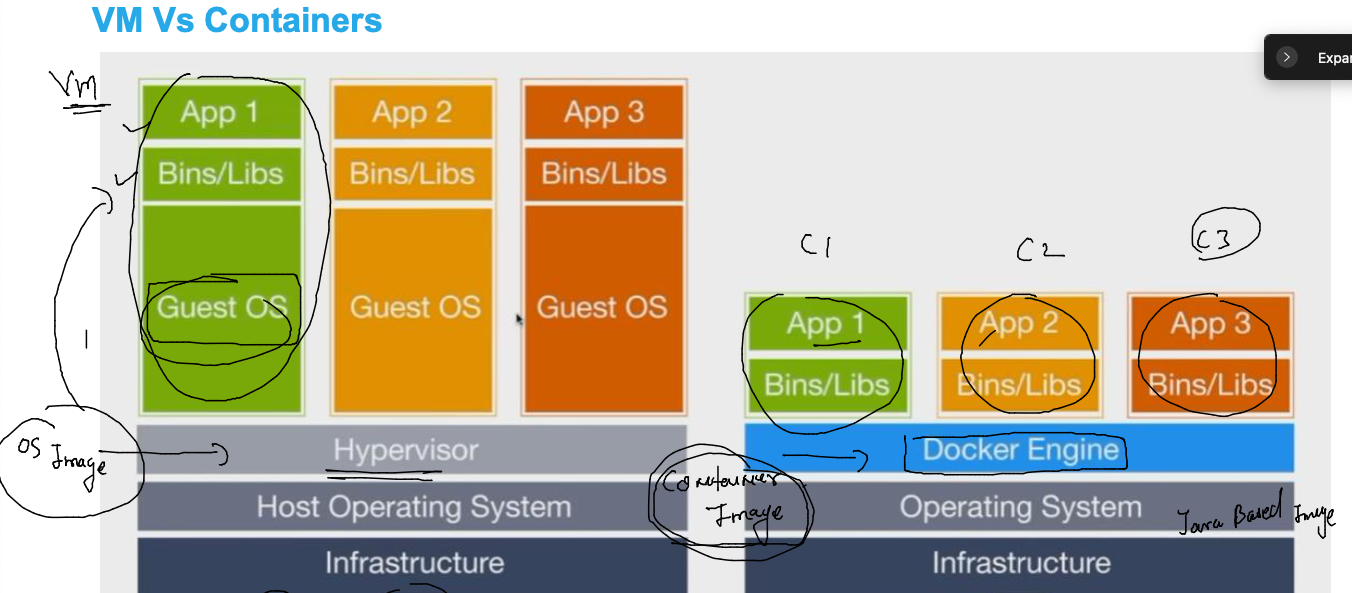 VM Vs Containers
Expan
VM
App 1
App 2
App 3
Bins/Libs
Bins/Libs
Bins/Libs
Guest OS
Guest OS
Guest OS
1
OS Image
Hypervisor
Host Operating System
Infrastructure
C1
C2
C3
App 1
App 2
App 3
Bins/Libs
Bins/Libs
Bins/Libs
Docker Engine
Container
Image
Operating System
Java Based Image
Infrastructure